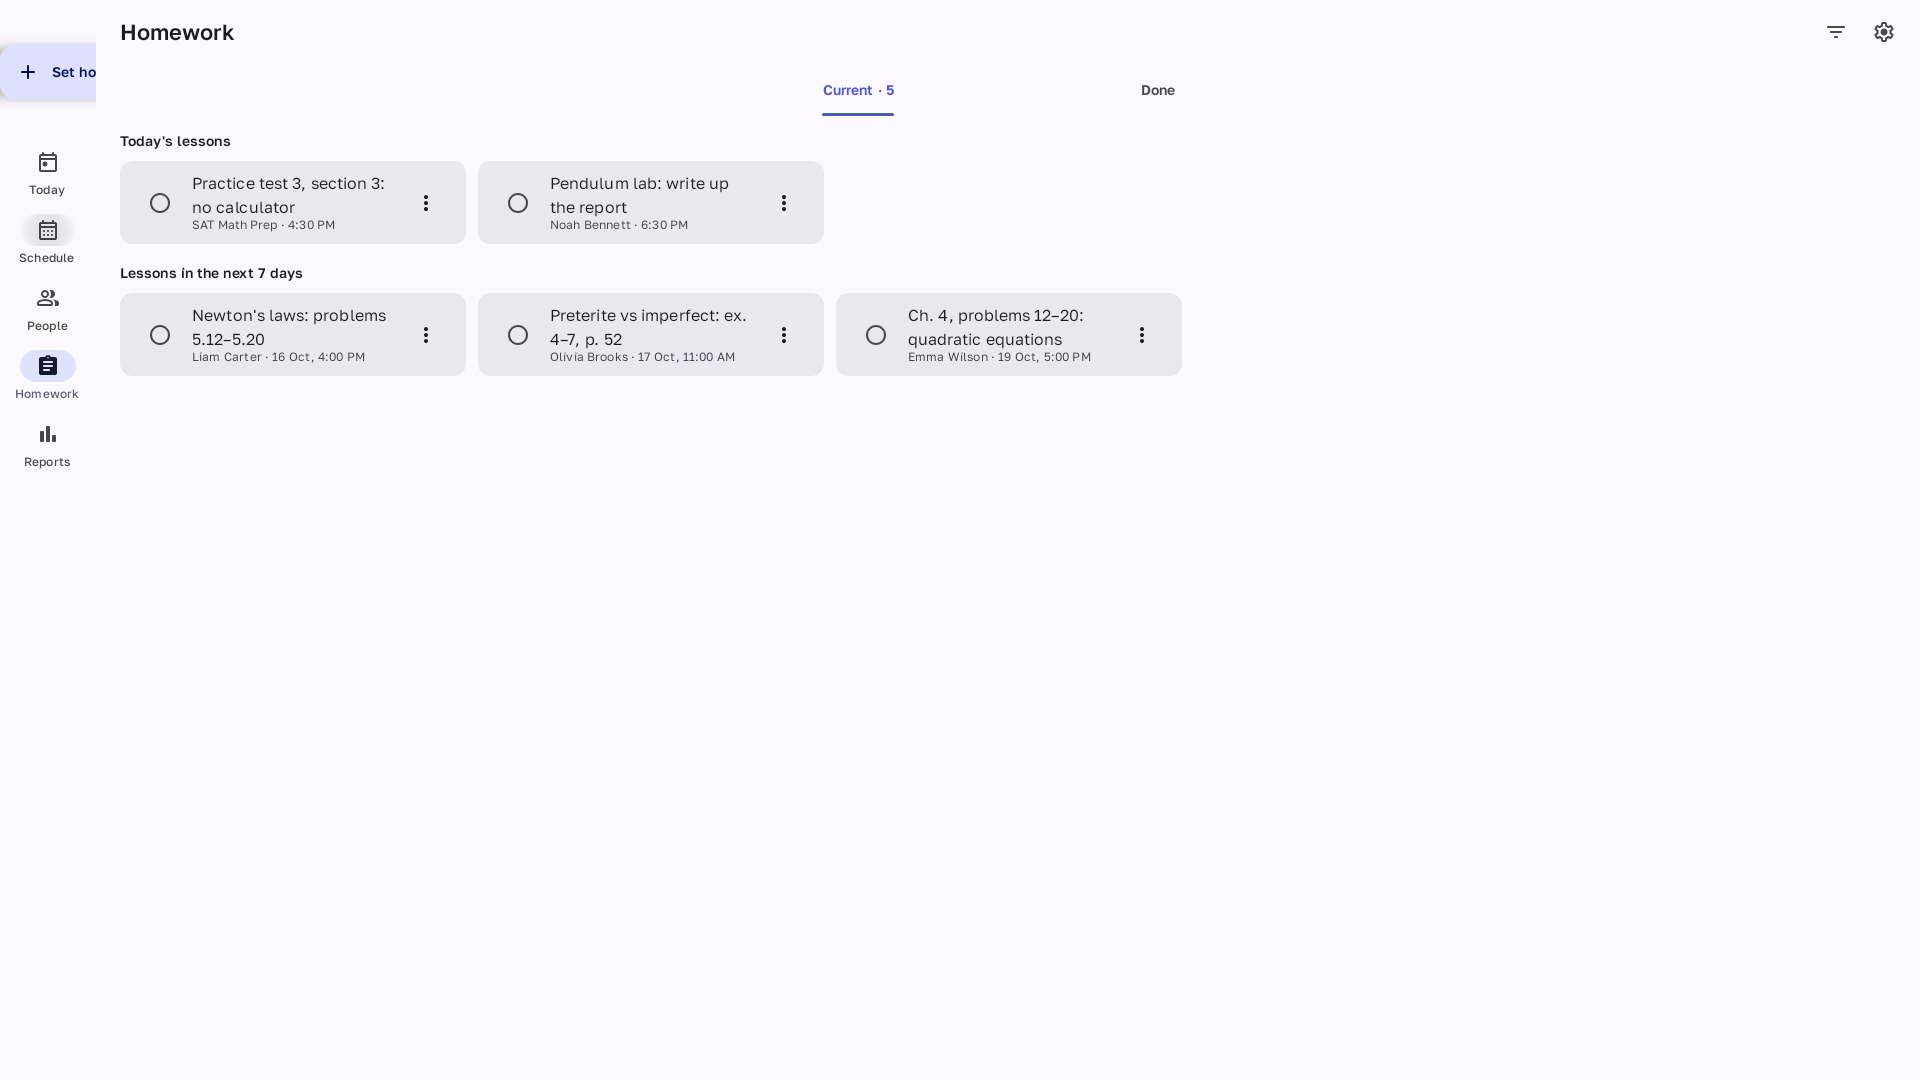 Homework
Set ho
Current · 5
Done
Today
Schedule
People
Homework
Reports
Today's lessons
Practice test 3, section 3:
no calculator
SAT Math Prep · 4:30 PM
Pendulum lab: write up
the report
Noah Bennett · 6:30 PM
Lessons in the next 7 days
Newton's laws: problems
5.12–5.20
Liam Carter · 16 Oct, 4:00 PM
Preterite vs imperfect: ex.
4–7, p. 52
Olivia Brooks · 17 Oct, 11:00 AM
Ch. 4, problems 12–20:
quadratic equations
Emma Wilson · 19 Oct, 5:00 PM